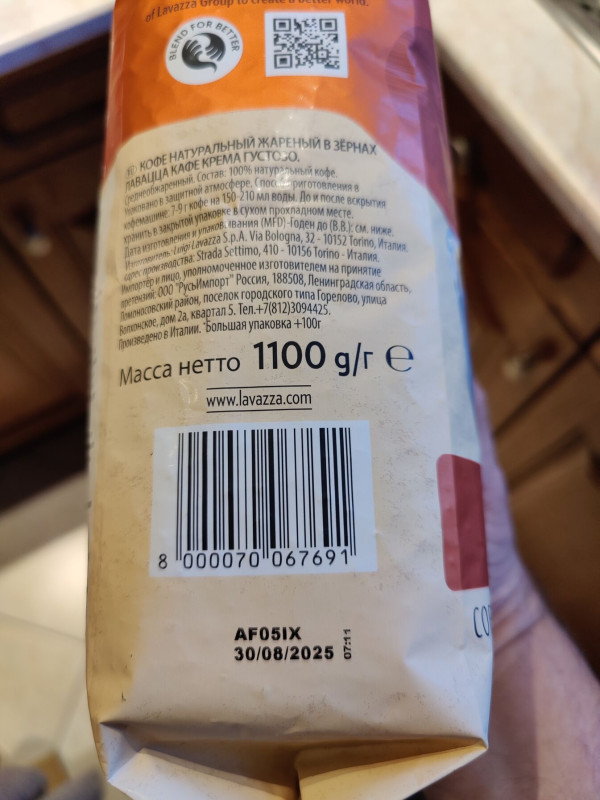 of Lavazza Group to create a better world.
BLEND FOR BETTER
КОФЕ НАТУРАЛЬНЫЙ ЖАРЕНЫЙ В ЗЁРНАХ
ЛАВАЦЦА КАФЕ КРЕМА ГУСТОЗО.
Среднеобжаренный. Состав: 100% натуральный кофе.
Упаковано в защитной атмосфере. Способ приготовления в
кофемашине: 7-9 г кофе на 150-210 мл воды. До и после вскрытия
хранить в закрытой упаковке в сухом прохладном месте.
Дата изготовления и упаковывания (MFD)-Годен до (B.B.): см. ниже.
Изготовитель: Luigi Lavazza S.p.A. Via Bologna, 32 - 10152 Torino, Италия.
Адрес производства: Strada Settimo, 410 - 10156 Torino - Италия.
Импортёр и лицо, уполномоченное изготовителем на принятие
претензий: ООО "РусьИмпорт" Россия, 188508, Ленинградская область,
Ломоносовский район, поселок городского типа Горелово, улица
Волхонское, дом 2а, квартал 5. Тел.+7(812)3094425.
Произведено в Италии. *Большая упаковка +100г
Масса нетто 1100 g/г e
www.lavazza.com
8 000070 067691
AF05IX
30/08/2025 07:11